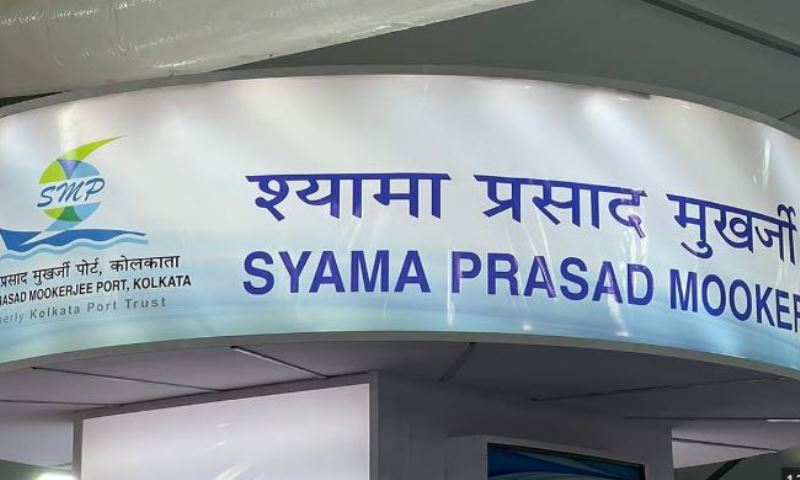 SMP
प्रसाद मुखर्जी पोर्ट, कोलकाता
RASAD MOOKERJEE PORT, KOLKATA
erly Kolkata Port Trust
श्यामा प्रसाद मुखर्जी
SYAMA PRASAD MOOKER